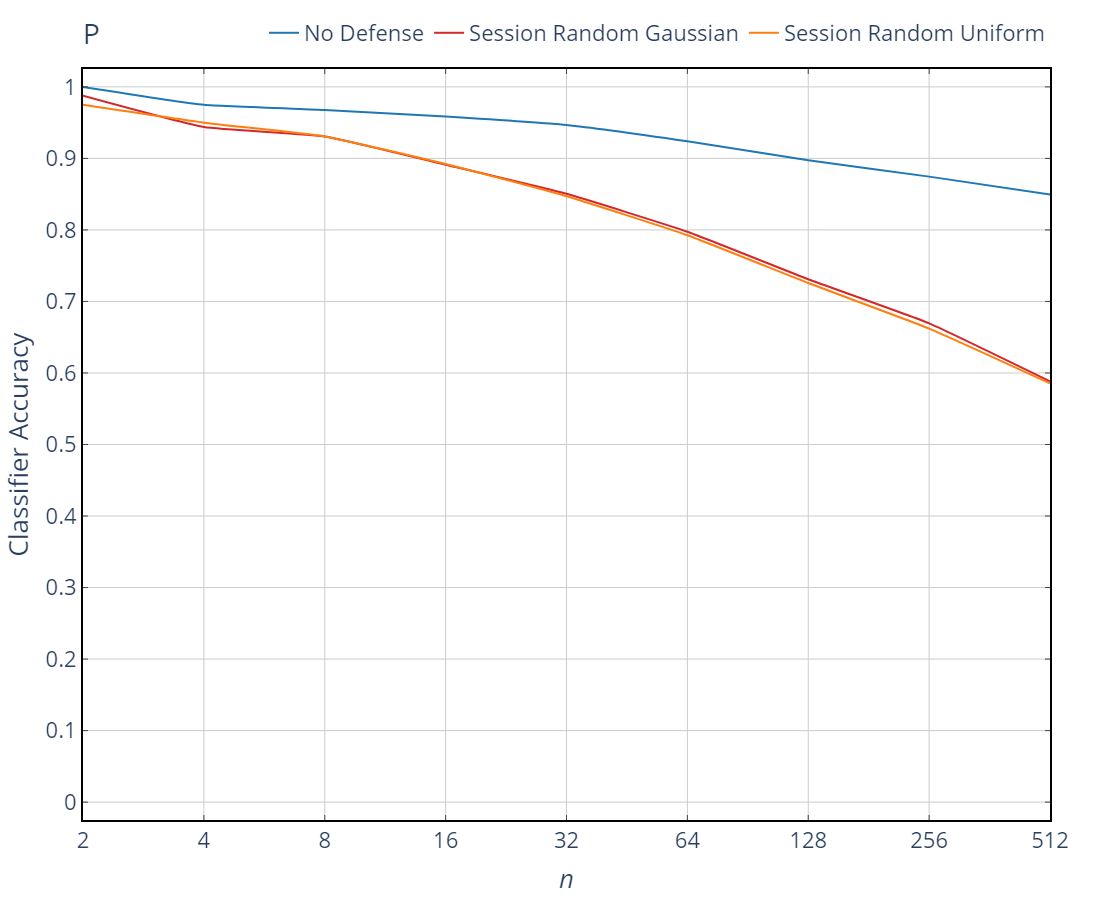 P
No Defense Session Random Gaussian Session Random Uniform
Classifier Accuracy
1
0.9
0.8
0.7
0.6
0.5
0.4
0.3
0.2
0.1
0
2 4 8 16 32 64 128 256 512
n